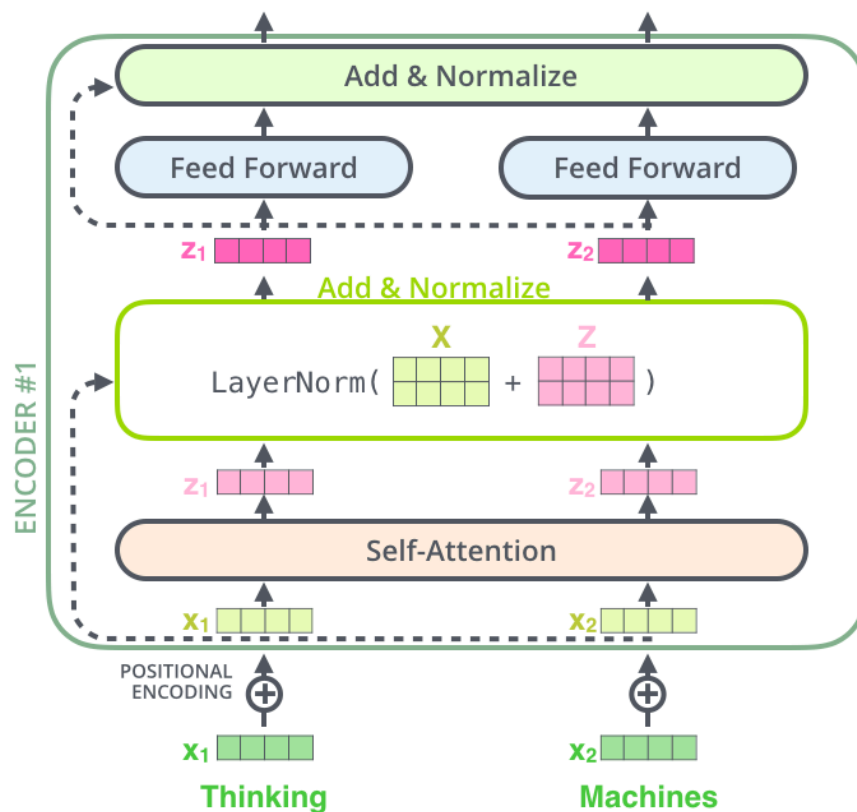 Add & Normalize
Feed Forward Feed Forward
z1 z2
Add & Normalize
X Z
LayerNorm( + )
ENCODER #1
z1 z2
Self-Attention
x1 x2
POSITIONAL
ENCODING
x1 x2
Thinking Machines